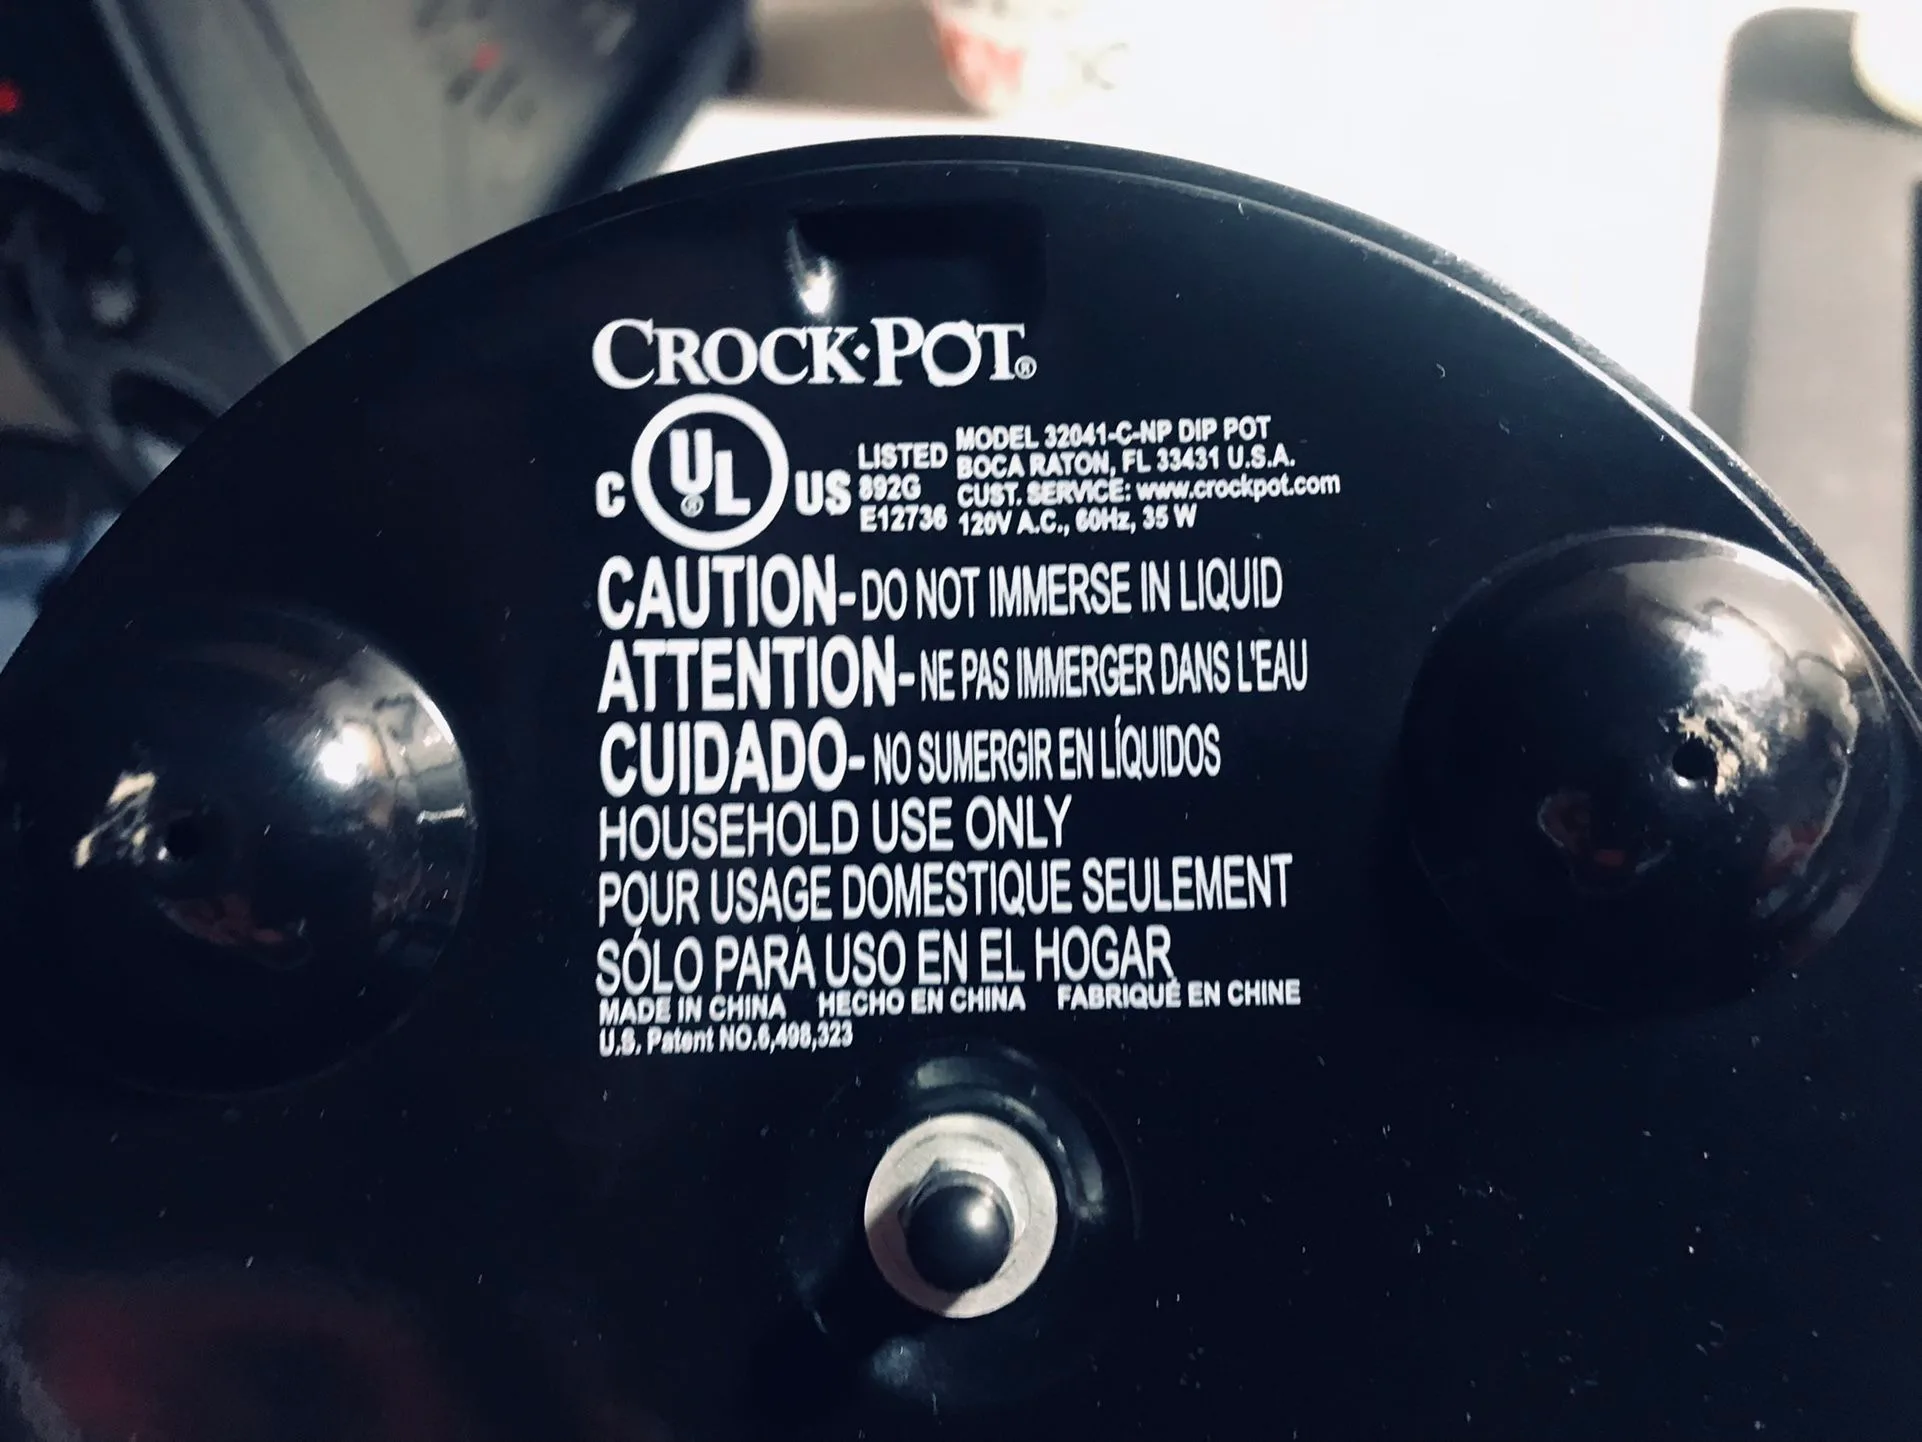 CROCK·POT®
C UL® US
LISTED
892G
E12736
MODEL 32041-C-NP DIP POT
BOCA RATON, FL 33431 U.S.A.
CUST. SERVICE: www.crockpot.com
120V A.C., 60Hz, 35 W
CAUTION-DO NOT IMMERSE IN LIQUID
ATTENTION-NE PAS IMMERGER DANS L'EAU
CUIDADO-NO SUMERGIR EN LÍQUIDOS
HOUSEHOLD USE ONLY
POUR USAGE DOMESTIQUE SEULEMENT
SÓLO PARA USO EN EL HOGAR
MADE IN CHINA HECHO EN CHINA FABRIQUÉ EN CHINE
U.S. Patent NO.6,498,323